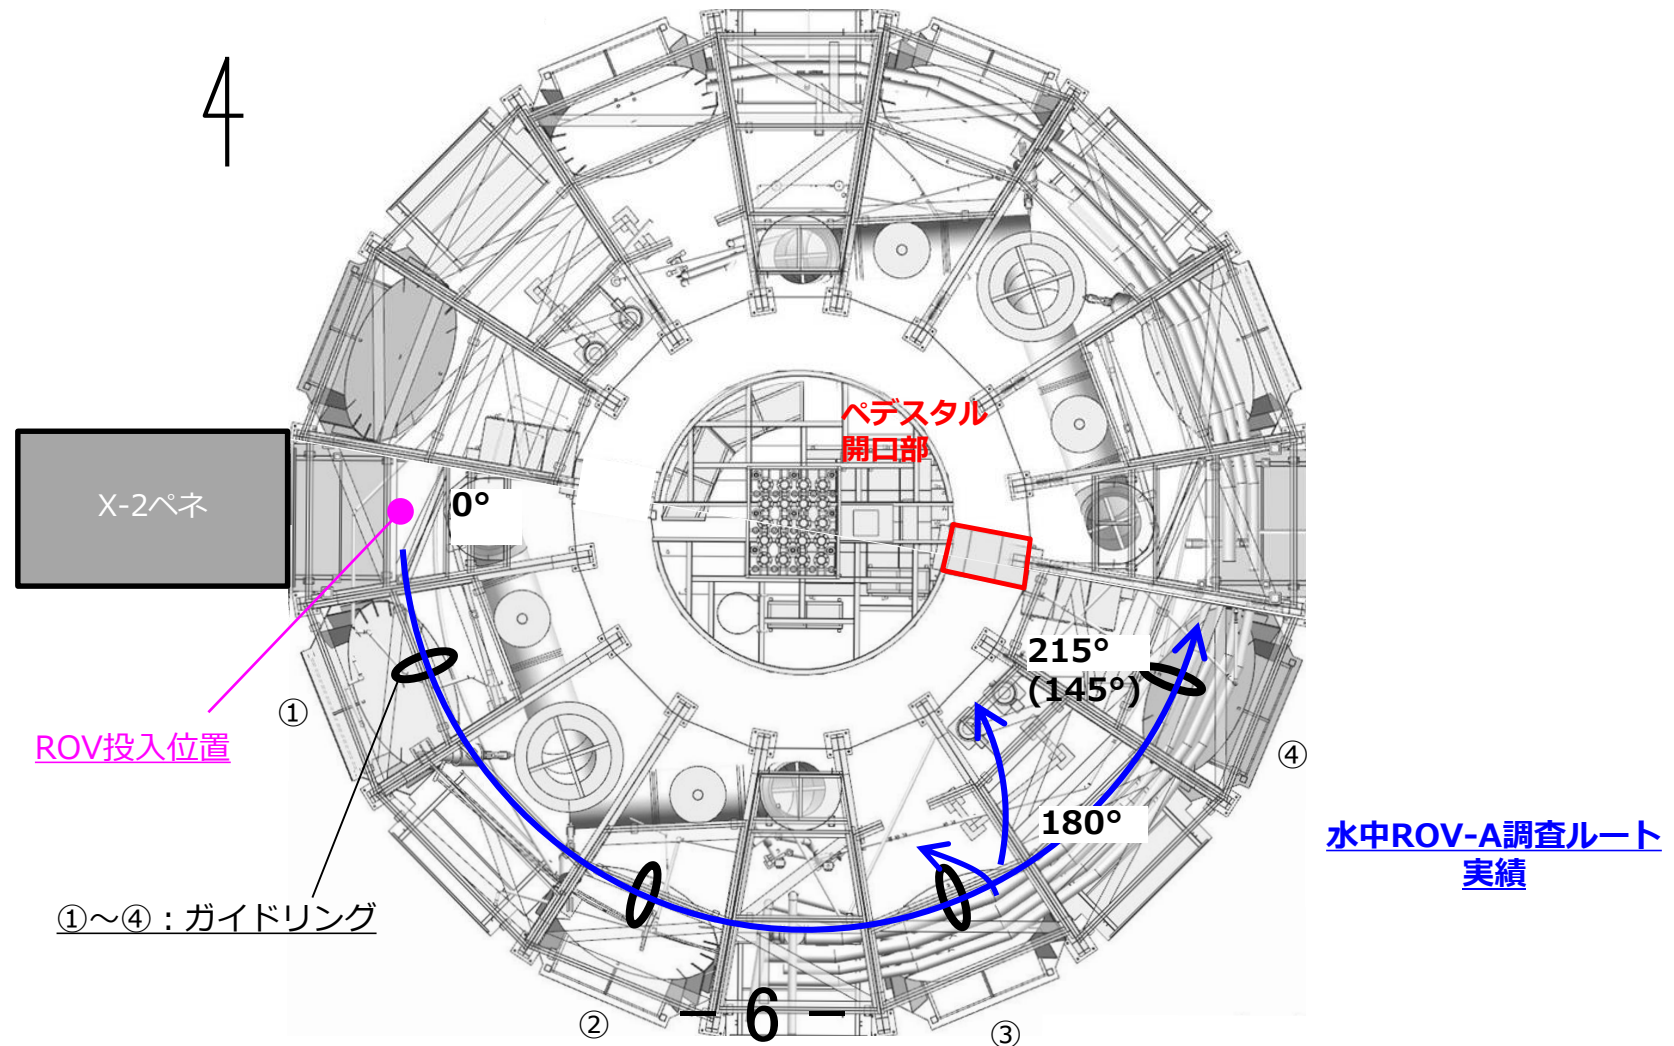 ペデスタル
開口部
X-2ペネ
0°
215°
(145°)
①
ROV投入位置
④
180°
水中ROV-A調査ルート
実績
①～④：ガイドリング
②
- 6 -
③